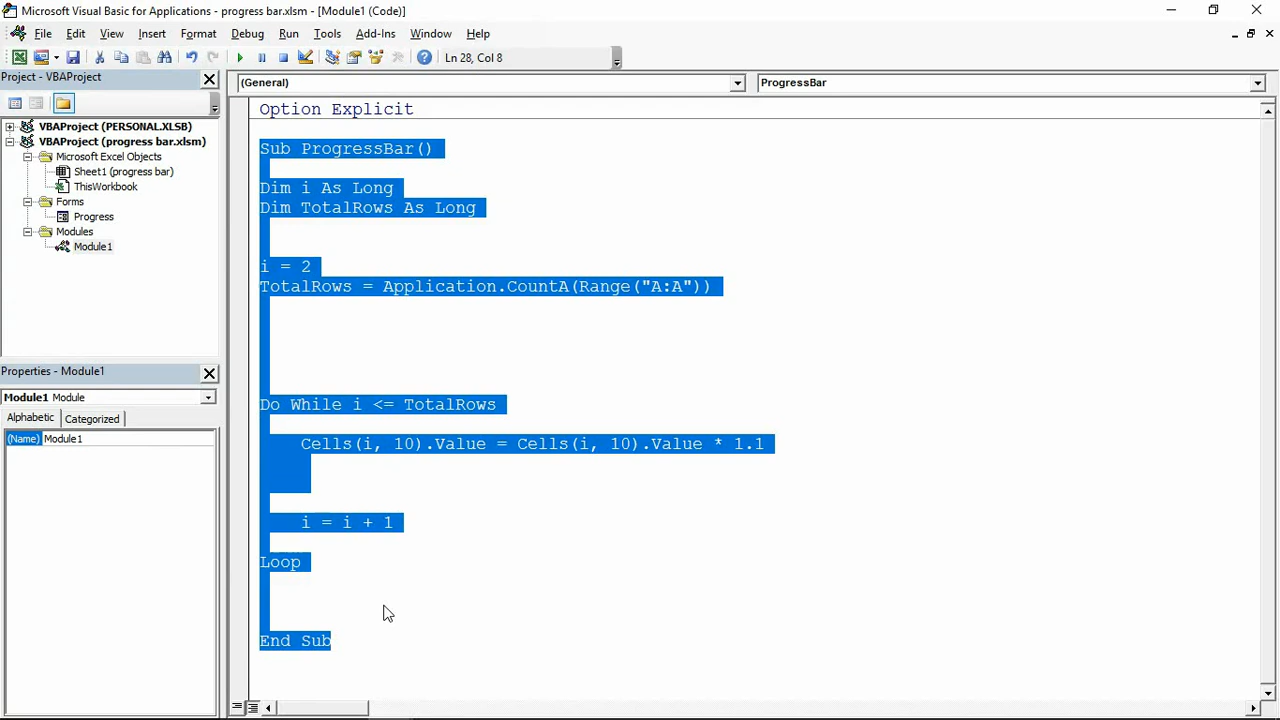 Microsoft Visual Basic for Applications - progress bar.xlsm - [Module1 (Code)]
File Edit View Insert Format Debug Run Tools Add-Ins Window Help
Ln 28, Col 8
Project - VBAProject
(General)
ProgressBar
VBAProject (PERSONAL.XLSB)
VBAProject (progress bar.xlsm)
Microsoft Excel Objects
Sheet1 (progress bar)
ThisWorkbook
Forms
Progress
Modules
Module1
Properties - Module1
Module1 Module
Alphabetic Categorized
(Name) Module1
Option Explicit
Sub ProgressBar()
Dim i As Long
Dim TotalRows As Long
i = 2
TotalRows = Application.CountA(Range("A:A"))
Do While i <= TotalRows
Cells(i, 10).Value = Cells(i, 10).Value * 1.1
i = i + 1
Loop
End Sub